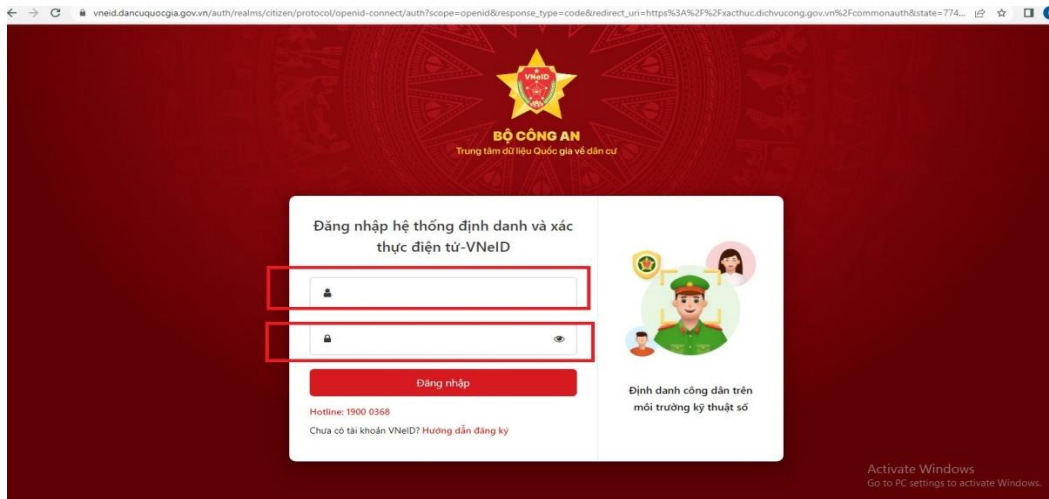 vneid.dancuquocgia.gov.vn/auth/realms/citizen/protocol/openid-connect/auth?scope=openid&response_type=code&redirect_uri=https%3A%2F%2Fxacthuc.dichvucong.gov.vn%2Fcommonauth&state=774...
VNeID
BỘ CÔNG AN
Trung tâm dữ liệu Quốc gia về dân cư
Đăng nhập hệ thống định danh và xác
thực điện tử-VNeID
Đăng nhập
Hotline: 1900 0368
Chưa có tài khoản VNeID? Hướng dẫn đăng ký
Định danh công dân trên
môi trường kỹ thuật số
Activate Windows
Go to PC settings to activate Windows.